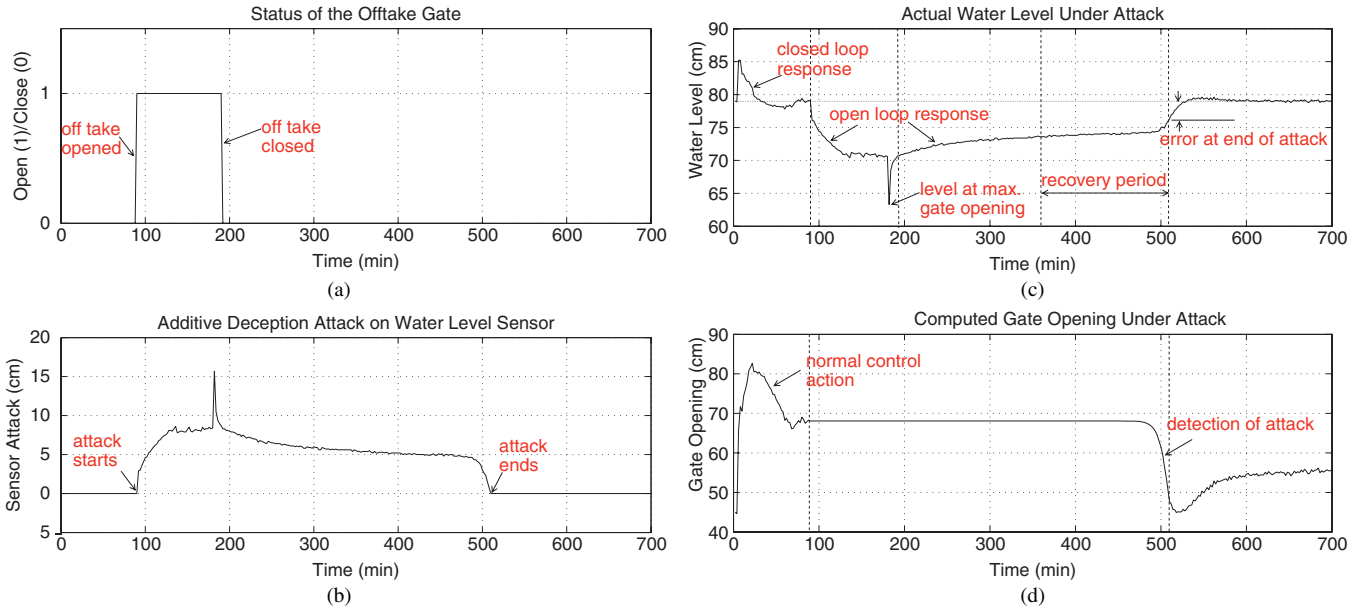 Status of the Offtake Gate
Open (1)/Close (0)
1
0
off take
opened
off take
closed
0 100 200 300 400 500 600 700
Time (min)
(a)
Additive Deception Attack on Water Level Sensor
Sensor Attack (cm)
20
15
10
5
0
5
attack
starts
attack
ends
0 100 200 300 400 500 600 700
Time (min)
(b)
Actual Water Level Under Attack
Water Level (cm)
90
85
79
75
70
65
60
closed loop
response
open loop response
error at end of attack
recovery period
level at max.
gate opening
0 100 200 300 400 500 600 700
Time (min)
(c)
Computed Gate Opening Under Attack
Gate Opening (cm)
90
80
70
60
50
40
normal control
action
detection of attack
0 100 200 300 400 500 600 700
Time (min)
(d)